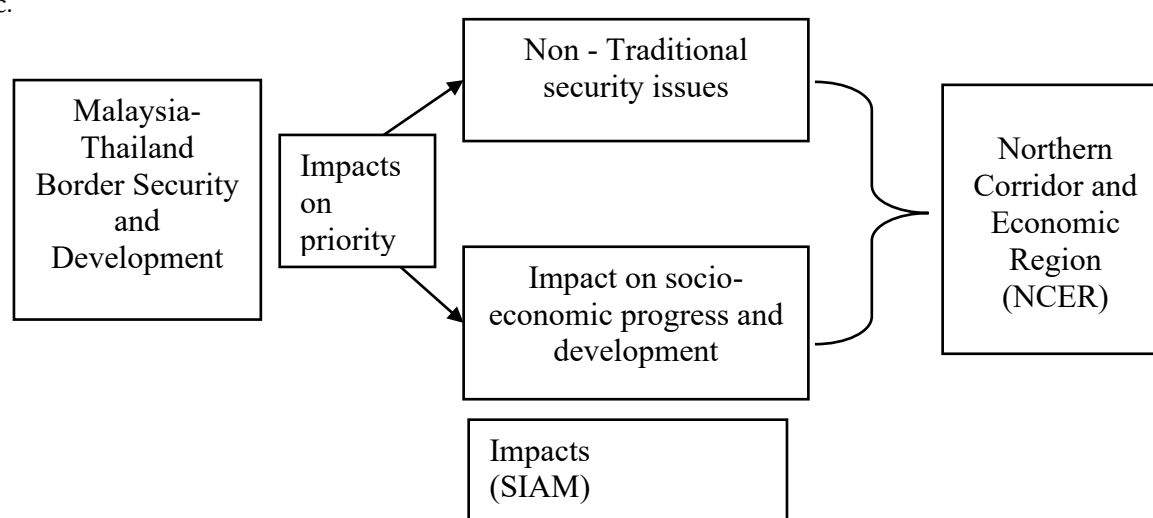 c.
Malaysia-
Thailand
Border Security
and
Development
Impacts
on
priority
Non - Traditional
security issues
Impact on socio-
economic progress and
development
Impacts
(SIAM)
Northern
Corridor and
Economic
Region
(NCER)